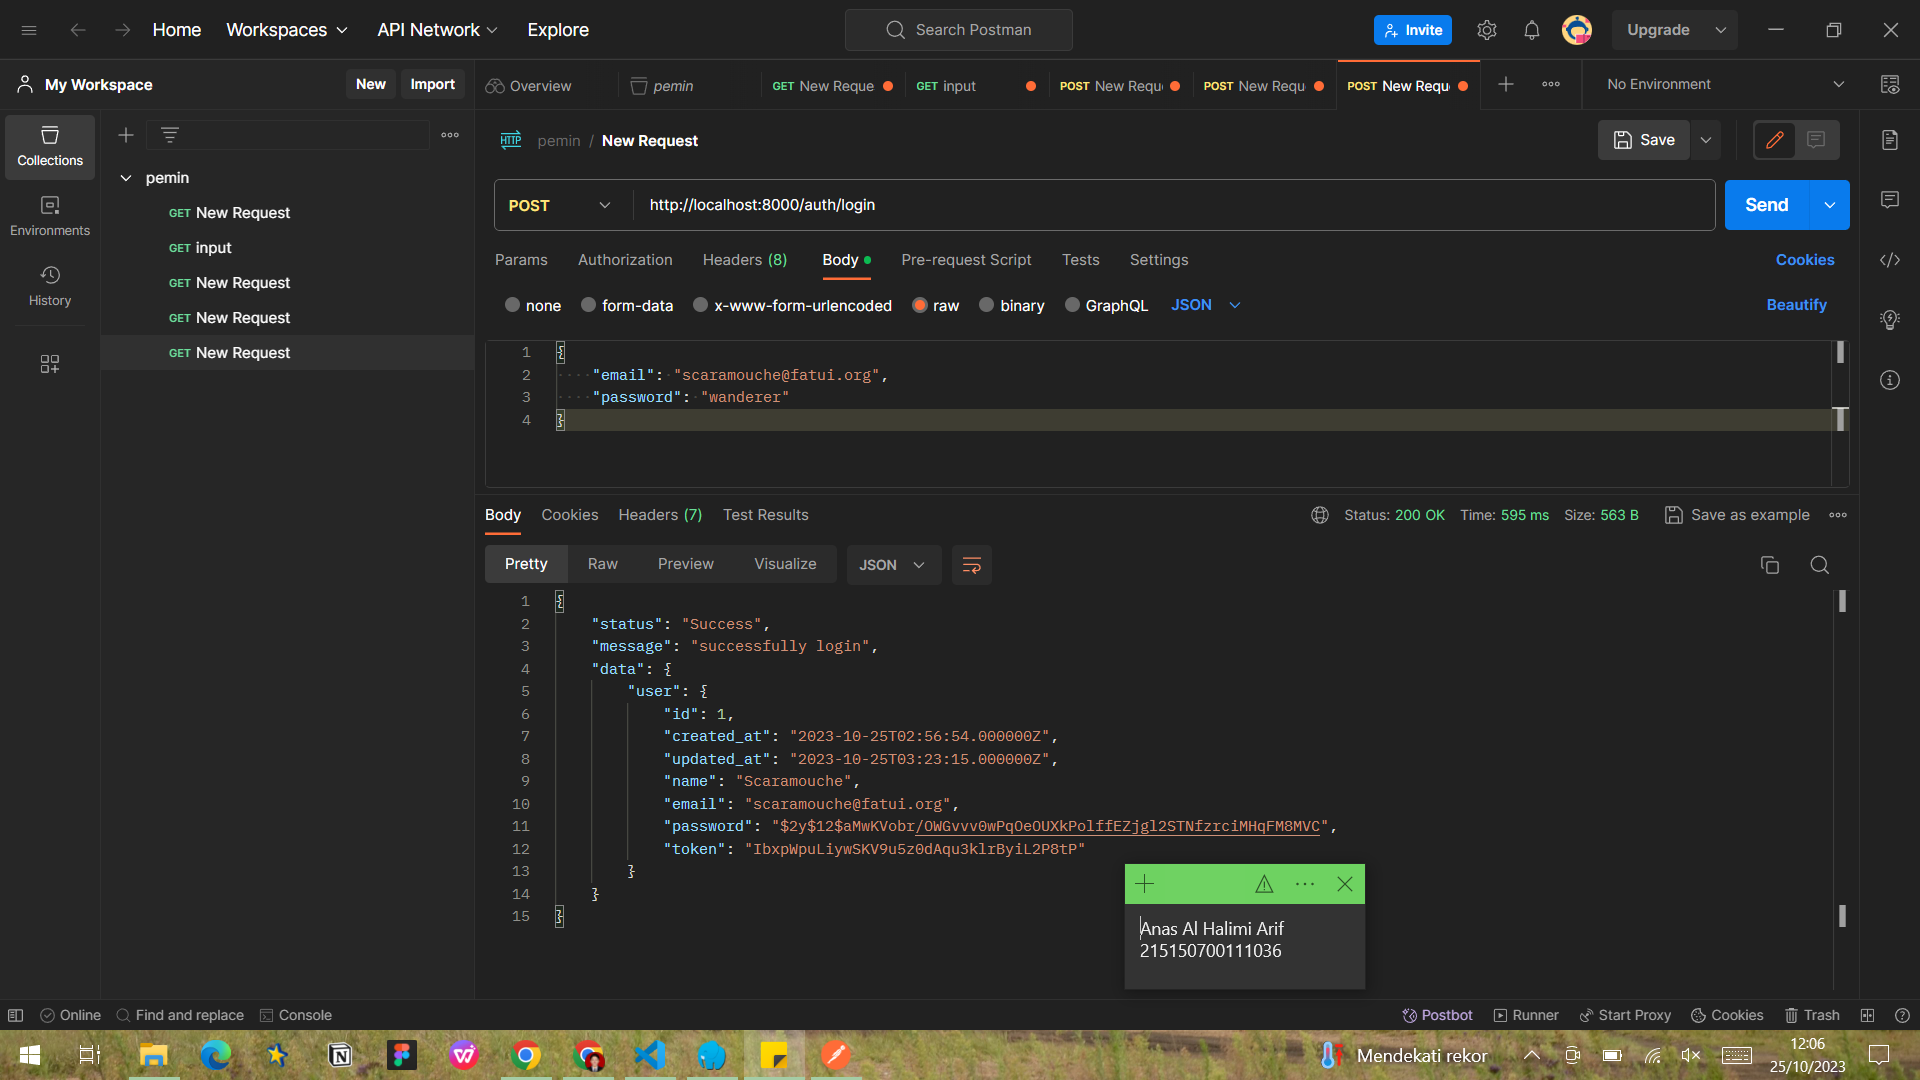 Home
Workspaces
API Network
Explore
Search Postman
Invite
Upgrade
My Workspace
New
Import
Overview
pemin
GET New Reque
GET input
POST New Requ
POST New Requ
POST New Requ
No Environment
Collections
Environments
History
pemin
GET New Request
GET input
GET New Request
GET New Request
GET New Request
HTTP
pemin / New Request
Save
POST
http://localhost:8000/auth/login
Send
Params
Authorization
Headers (8)
Body
Pre-request Script
Tests
Settings
Cookies
none
form-data
x-www-form-urlencoded
raw
binary
GraphQL
JSON
Beautify
1 {
2 "email": "scaramouche@fatui.org",
3 "password": "wanderer"
4 }
Body
Cookies
Headers (7)
Test Results
Status: 200 OK
Time: 595 ms
Size: 563 B
Save as example
Pretty
Raw
Preview
Visualize
JSON
1 {
2 "status": "Success",
3 "message": "successfully login",
4 "data": {
5 "user": {
6 "id": 1,
7 "created_at": "2023-10-25T02:56:54.000000Z",
8 "updated_at": "2023-10-25T03:23:15.000000Z",
9 "name": "Scaramouche",
10 "email": "scaramouche@fatui.org",
11 "password": "$2y$12$aMwKVobr/OWGvvv0wPqOeOUXkPolffEZjgl2STNfzrciMHqFM8MVC",
12 "token": "IbxpWpuLiywSKV9u5z0dAqu3klrByiL2P8tP"
13 }
14 }
15 }
Anas Al Halimi Arif
215150700111036
Online
Find and replace
Console
Postbot
Runner
Start Proxy
Cookies
Trash
Mendekati rekor
12:06
25/10/2023